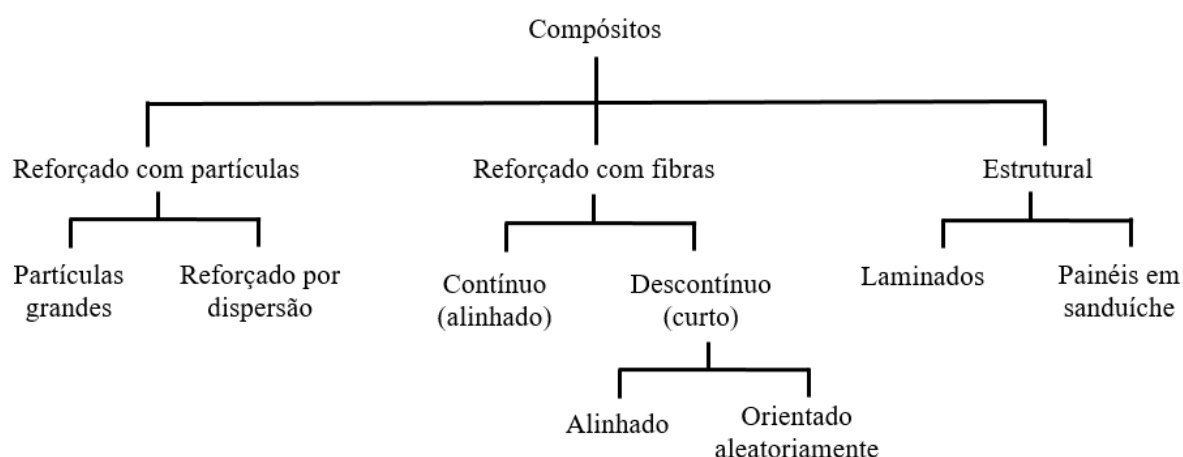 Compósitos
Reforçado com partículas
Reforçado com fibras
Estrutural
Partículas
grandes
Reforçado por
dispersão
Contínuo
(alinhado)
Descontínuo
(curto)
Laminados
Painéis em
sanduíche
Alinhado
Orientado
aleatoriamente